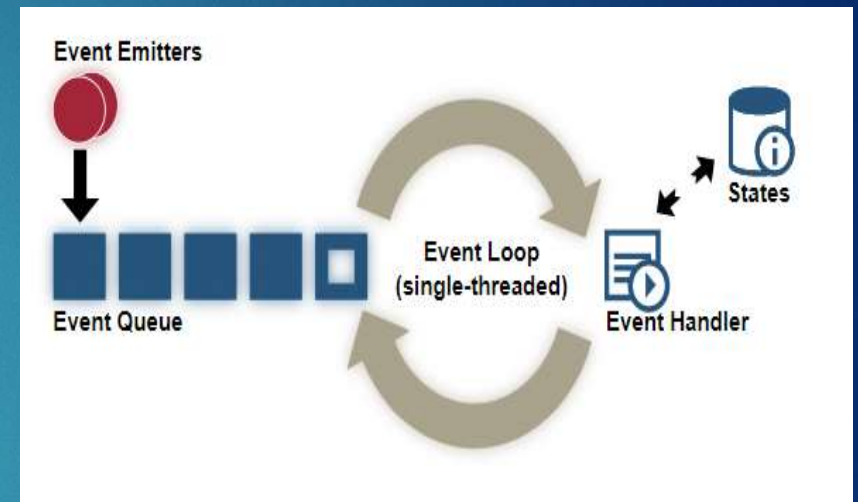 Event Emitters
States
Event Loop
(single-threaded)
Event Queue
Event Handler